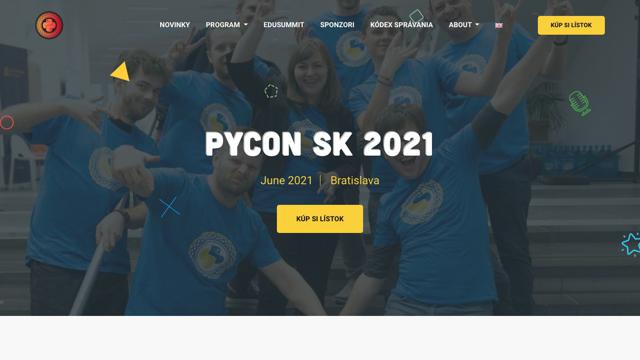 NOVINKY PROGRAM EDUSUMMIT SPONZORI KÓDEX SPRÁVANIA ABOUT KÚP SI LÍSTOK
PYCON SK 2021
June 2021 | Bratislava
KÚP SI LÍSTOK